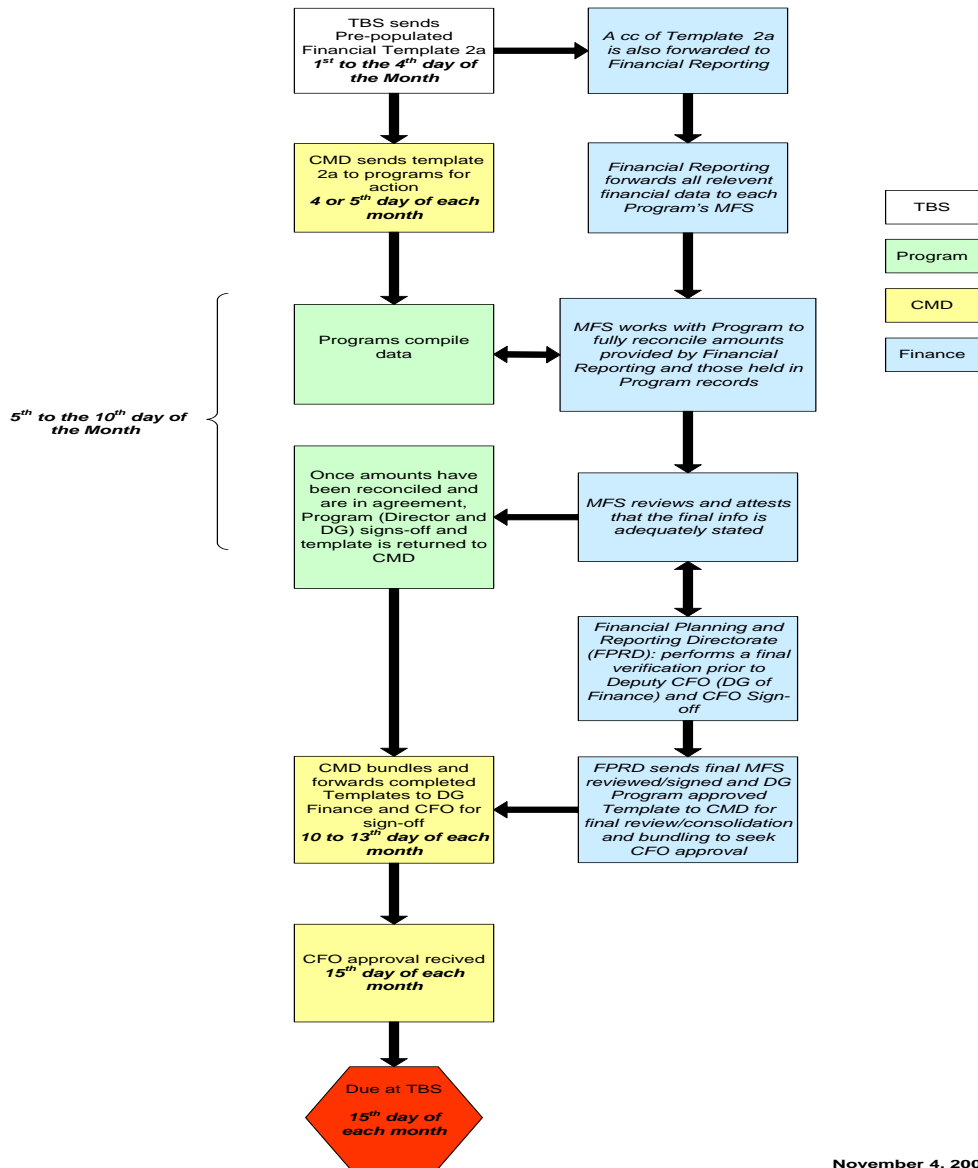 TBS sends
Pre-populated
Financial Template 2a
1st to the 4th day of
the Month
A cc of Template 2a
is also forwarded to
Financial Reporting
CMD sends template
2a to programs for
action
4 or 5th day of each
month
Financial Reporting
forwards all relevent
financial data to each
Program's MFS
TBS
Program
CMD
Finance
5th to the 10th day of
the Month
Programs compile
data
MFS works with Program to
fully reconcile amounts
provided by Financial
Reporting and those held in
Program records
Once amounts have
been reconciled and
are in agreement,
Program (Director and
DG) signs-off and
template is returned to
CMD
MFS reviews and attests
that the final info is
adequately stated
Financial Planning and
Reporting Directorate
(FPRD): performs a final
verification prior to
Deputy CFO (DG of
Finance) and CFO Sign-
off
CMD bundles and
forwards completed
Templates to DG
Finance and CFO for
sign-off
10 to 13th day of each
month
FPRD sends final MFS
reviewed/signed and DG
Program approved
Template to CMD for
final review/consolidation
and bundling to seek
CFO approval
CFO approval recived
15th day of each
month
Due at TBS
15th day of
each month
November 4, 200